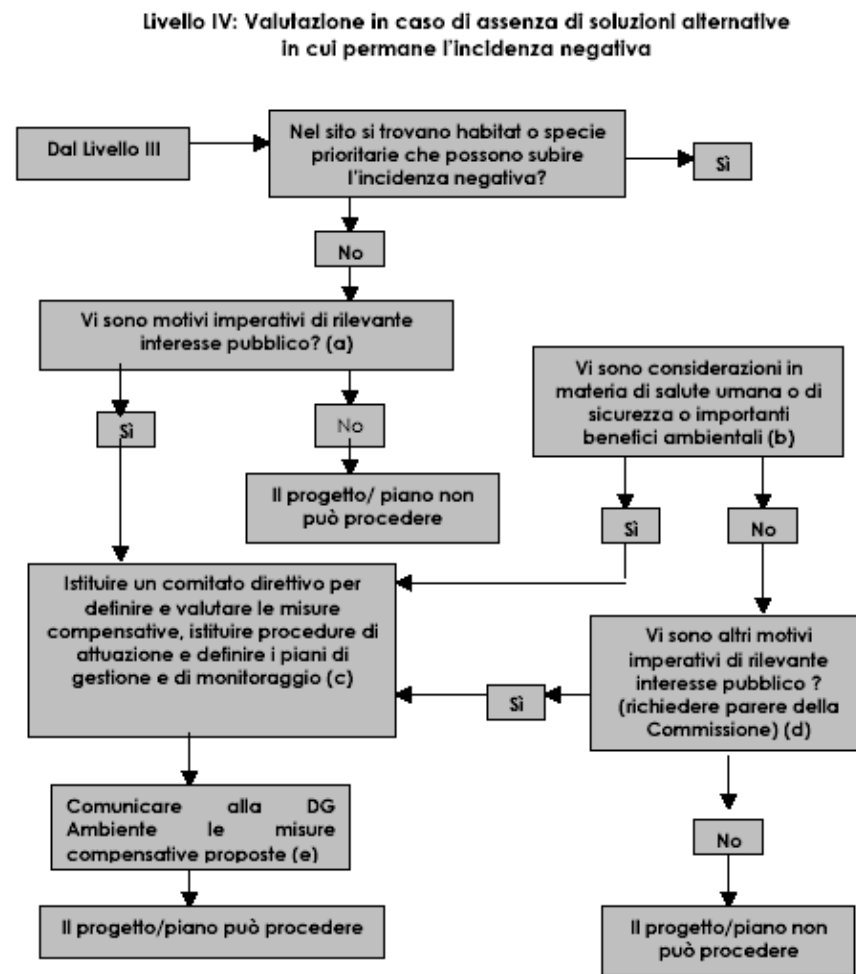 Livello IV: Valutazione in caso di assenza di soluzioni alternative
in cui permane l'incidenza negativa
Dal Livello III
Nel sito si trovano habitat o specie
prioritarie che possono subire
l'incidenza negativa?
Sì
No
Vi sono motivi imperativi di rilevante
interesse pubblico? (a)
Vi sono considerazioni in
materia di salute umana o di
sicurezza o importanti
benefici ambientali (b)
Sì
No
Il progetto/ piano non
può procedere
Sì
No
Istituire un comitato direttivo per
definire e valutare le misure
compensative, istituire procedure di
attuazione e definire i piani di
gestione e di monitoraggio (c)
Vi sono altri motivi
imperativi di rilevante
interesse pubblico ?
(richiedere parere della
Commissione) (d)
Sì
Comunicare alla DG
Ambiente le misure
compensative proposte (e)
No
Il progetto/piano può procedere
Il progetto/piano non
può procedere